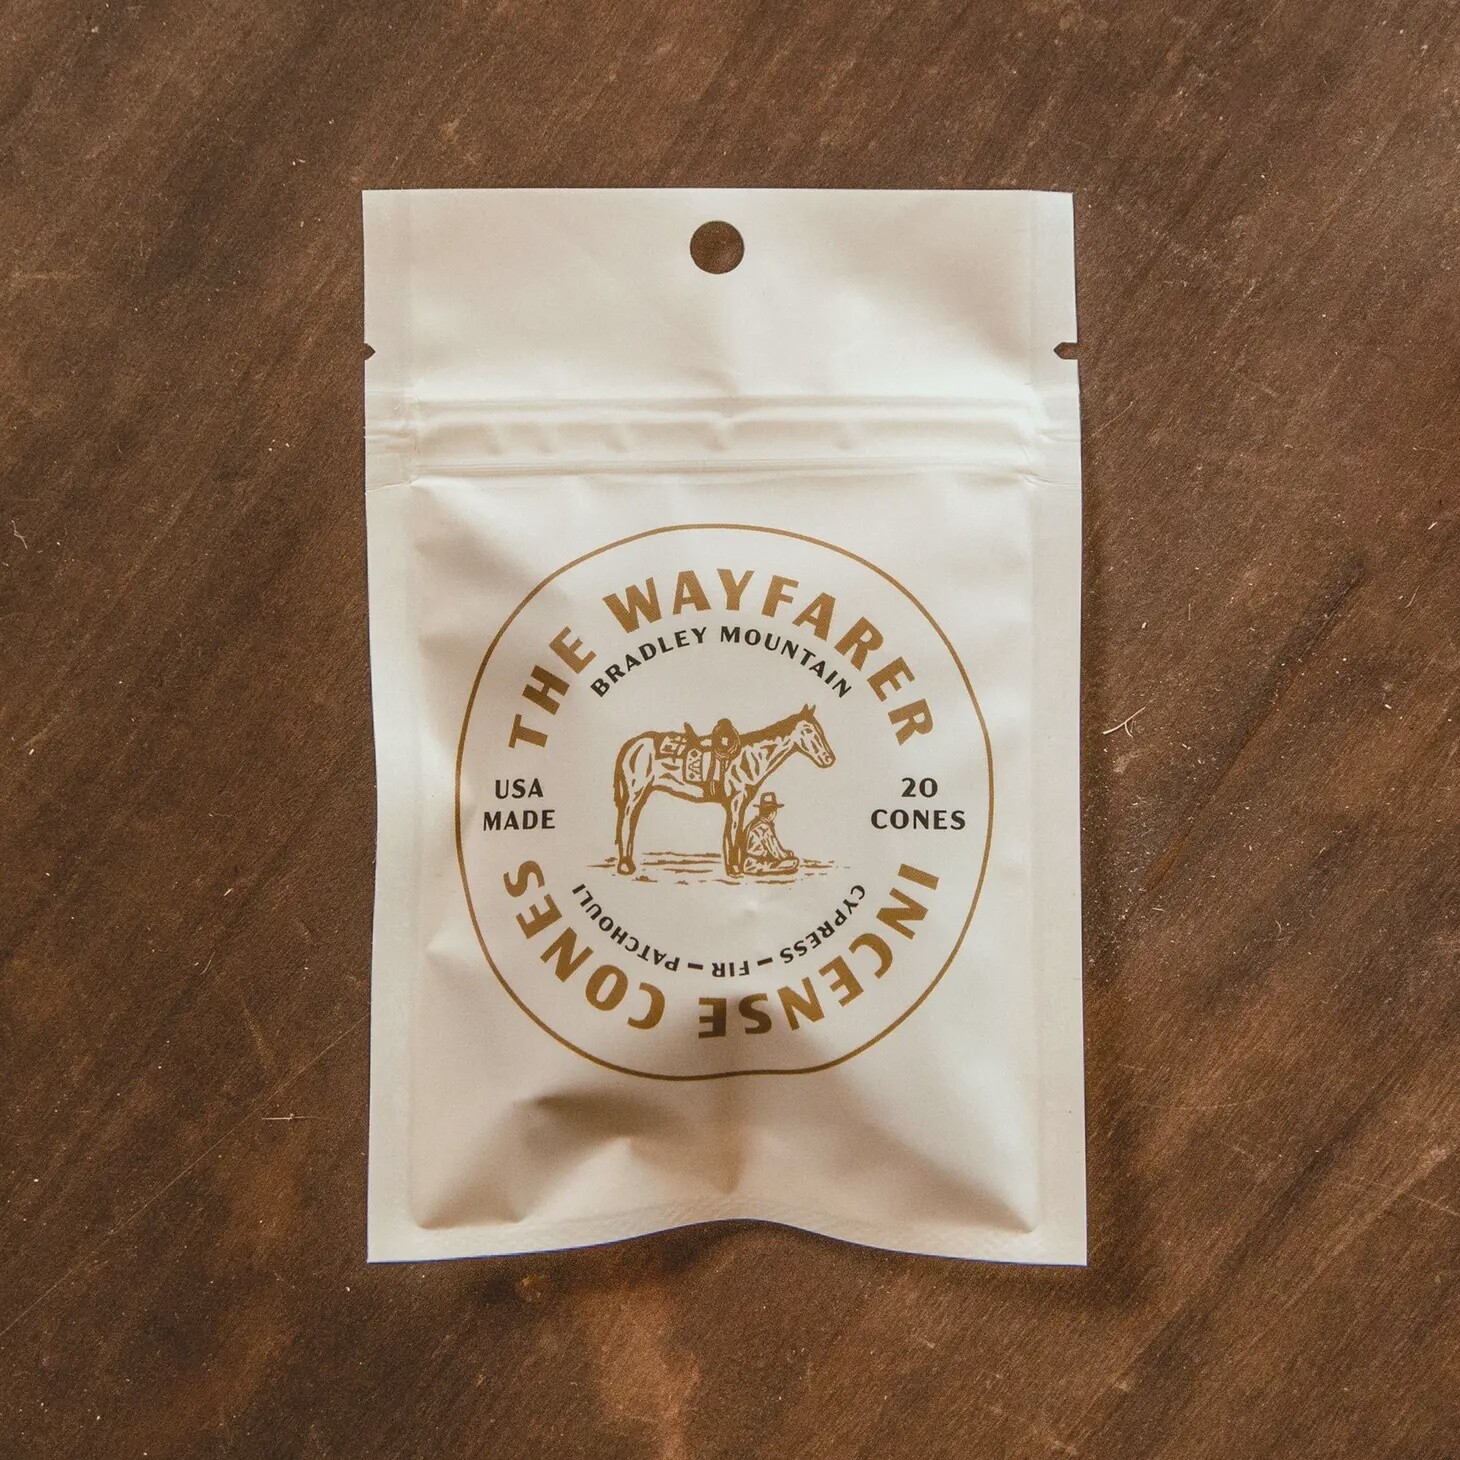 THE WAYFARER
BRADLEY MOUNTAIN
USA
MADE
20
CONES
CYPRESS – FIR – PATCHOULI
INCENSE CONES